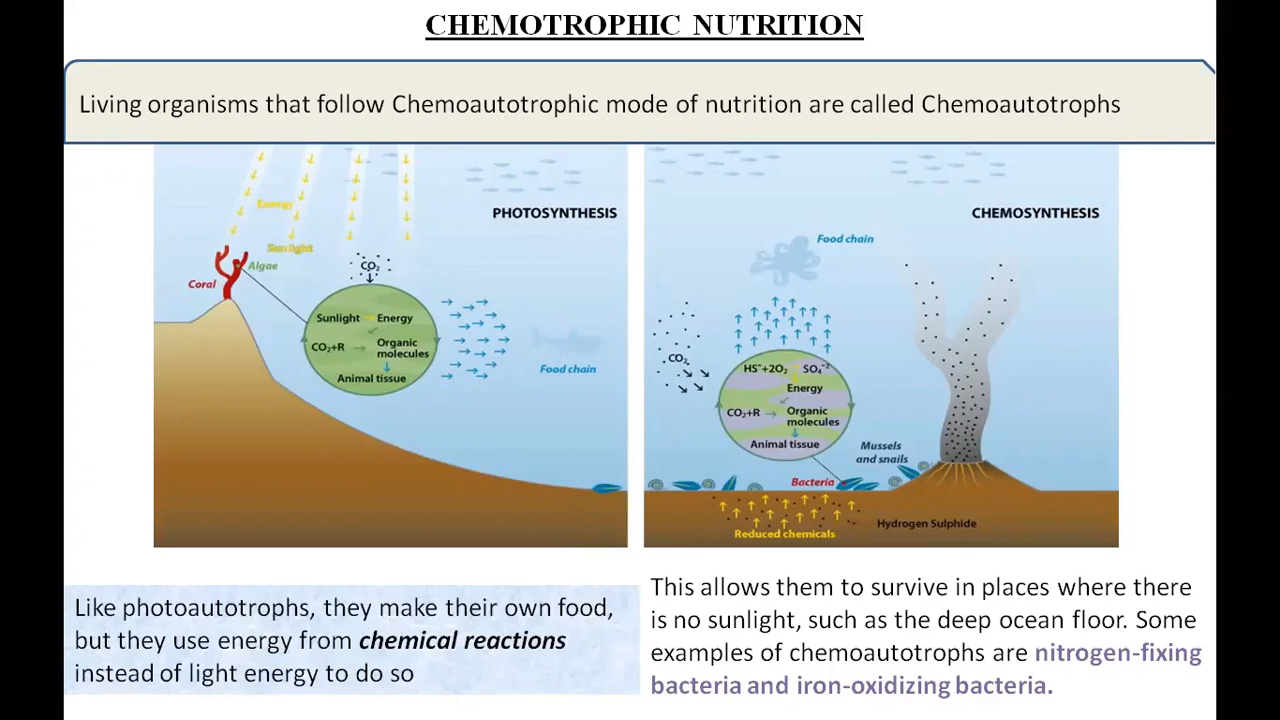 CHEMOTROPHIC NUTRITION
Living organisms that follow Chemoautotrophic mode of nutrition are called Chemoautotrophs
PHOTOSYNTHESIS
Energy
Sunlight
Algae
Coral
CO₂
Sunlight → Energy
CO₂+R → Organic
molecules
Animal tissue
Food chain
CHEMOSYNTHESIS
Food chain
CO₂
HS⁻+2O₂ → SO₄⁻²
Energy
CO₂+R → Organic
molecules
Animal tissue
Mussels
and snails
Bacteria
Hydrogen Sulphide
Reduced chemicals
Like photoautotrophs, they make their own food,
but they use energy from chemical reactions
instead of light energy to do so
This allows them to survive in places where there
is no sunlight, such as the deep ocean floor. Some
examples of chemoautotrophs are nitrogen-fixing
bacteria and iron-oxidizing bacteria.